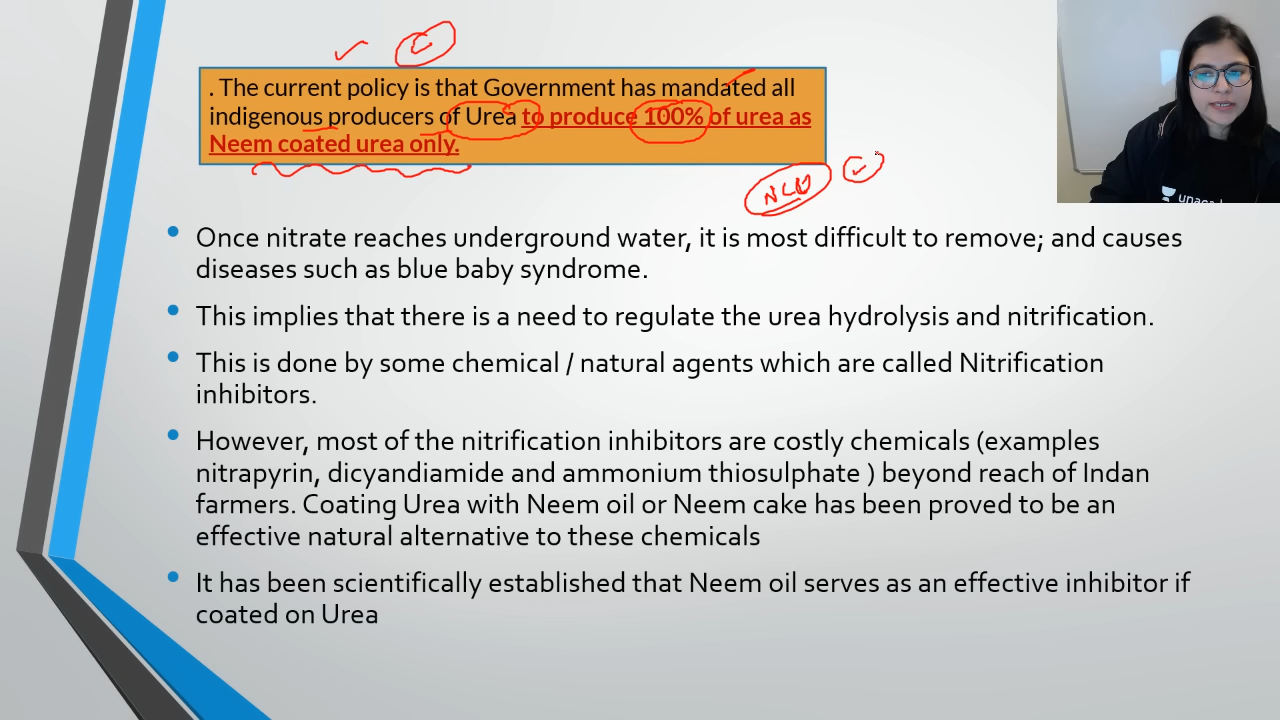 . The current policy is that Government has mandated all
indigenous producers of Urea to produce 100% of urea as
Neem coated urea only.
NCU
Once nitrate reaches underground water, it is most difficult to remove; and causes
diseases such as blue baby syndrome.
This implies that there is a need to regulate the urea hydrolysis and nitrification.
This is done by some chemical / natural agents which are called Nitrification
inhibitors.
However, most of the nitrification inhibitors are costly chemicals (examples
nitrapyrin, dicyandiamide and ammonium thiosulphate ) beyond reach of Indan
farmers. Coating Urea with Neem oil or Neem cake has been proved to be an
effective natural alternative to these chemicals
It has been scientifically established that Neem oil serves as an effective inhibitor if
coated on Urea